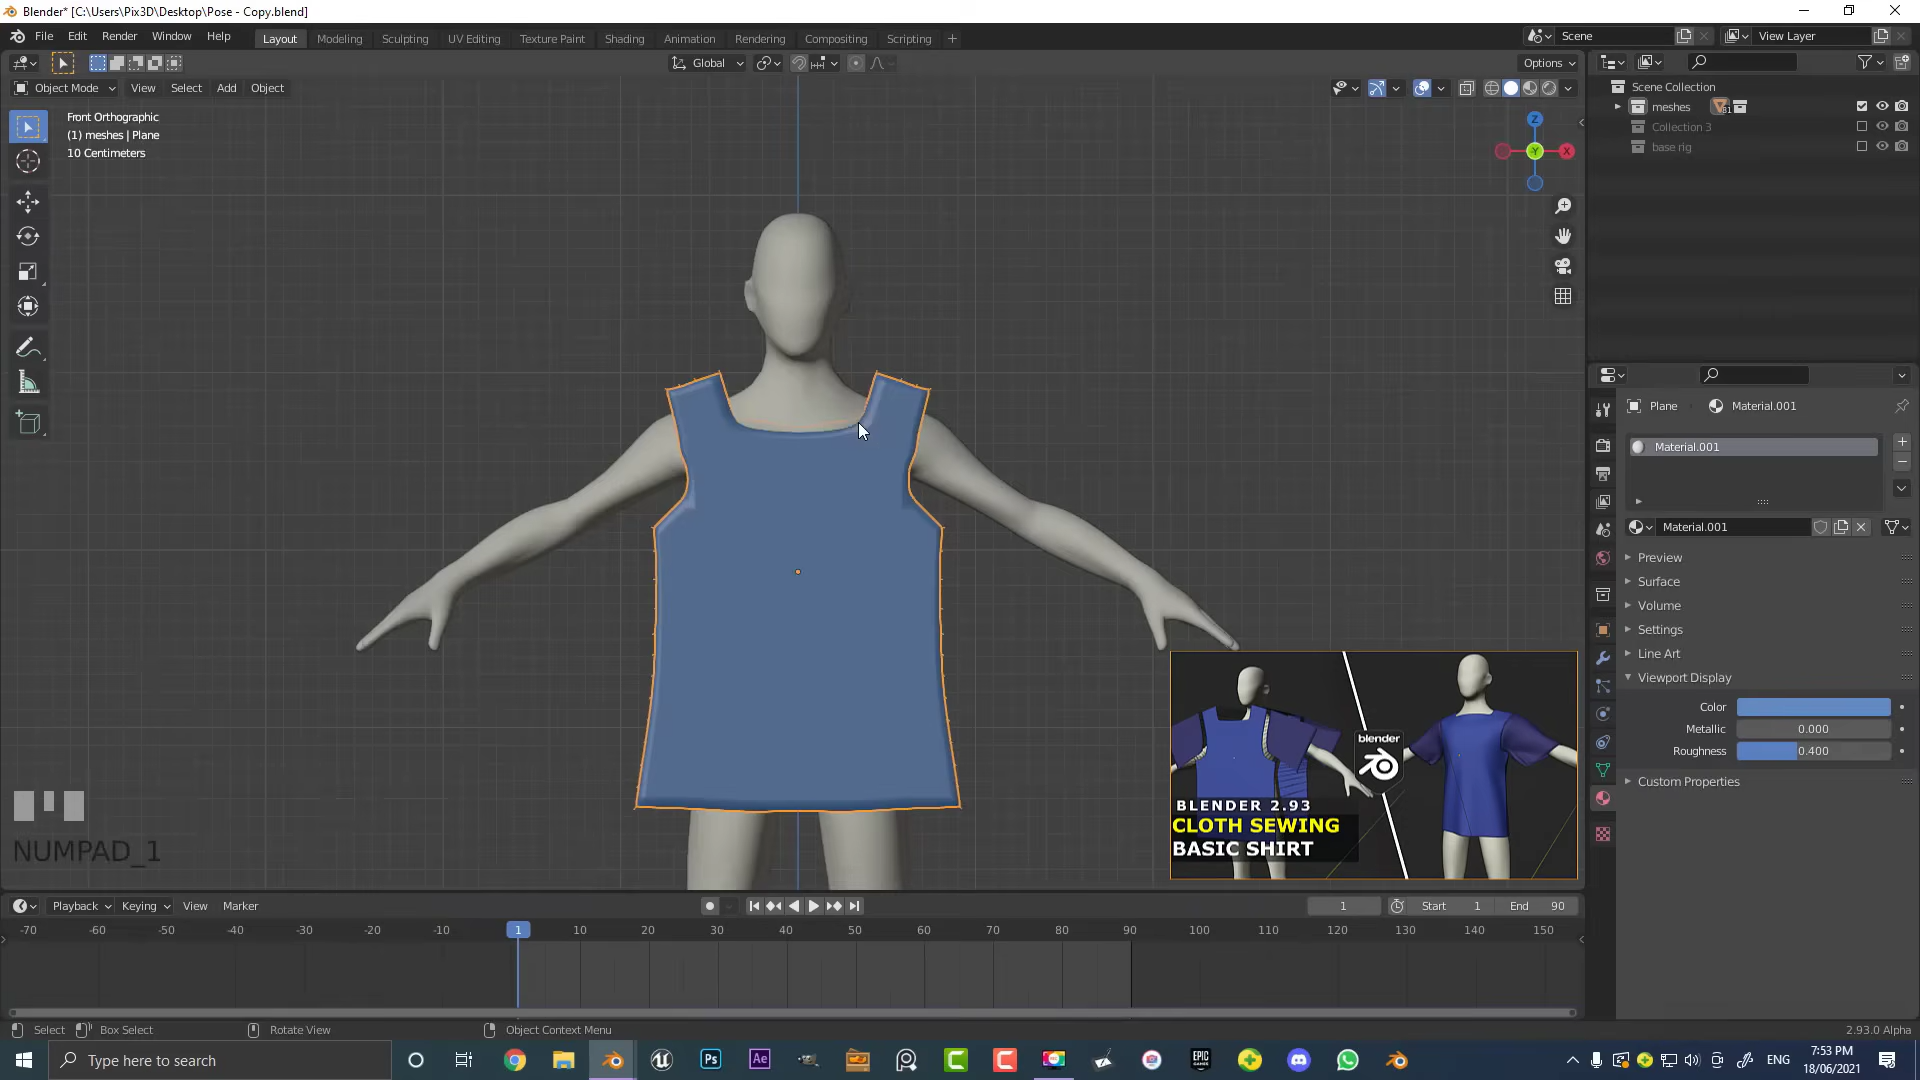 Blender* [C:\Users\Pix3D\Desktop\Pose - Copy.blend]
File Edit Render Window Help
Layout Modeling Sculpting UV Editing Texture Paint Shading Animation Rendering Compositing Scripting +
Scene
View Layer
Global
Options
Object Mode View Select Add Object
Front Orthographic
(1) meshes | Plane
10 Centimeters
Z
Y
X
Scene Collection
meshes
81
Collection 3
base rig
Plane
Material.001
Material.001
Material.001
Preview
Surface
Volume
Settings
Line Art
Viewport Display
Color
Metallic 0.000
Roughness 0.400
Custom Properties
NUMPAD_1
blender
BLENDER 2.93
CLOTH SEWING
BASIC SHIRT
Playback Keying View Marker
1
Start 1
End 90
-70 -60 -50 -40 -30 -20 -10 1 10 20 30 40 50 60 70 80 90 100 110 120 130 140 150
Select Box Select Rotate View Object Context Menu
2.93.0 Alpha
Type here to search
Ps
Ae
EPIC
GAMES
ENG
7:53 PM
18/06/2021